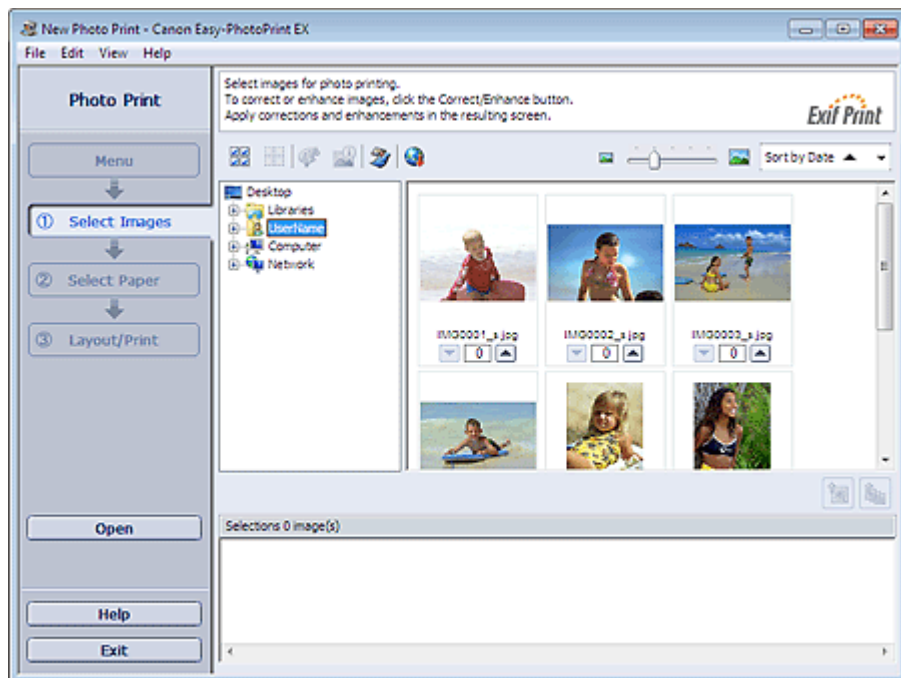 New Photo Print - Canon Easy-PhotoPrint EX
File Edit View Help
Photo Print
Select images for photo printing.
To correct or enhance images, click the Correct/Enhance button.
Apply corrections and enhancements in the resulting screen.
Exif Print
Menu
Sort by Date
① Select Images
② Select Paper
③ Layout/Print
Desktop
Libraries
UserName
Computer
Network
IMG0001_s.jpg IMG0002_s.jpg IMG0003_s.jpg
0 0 0
Open
Selections 0 image(s)
Help
Exit